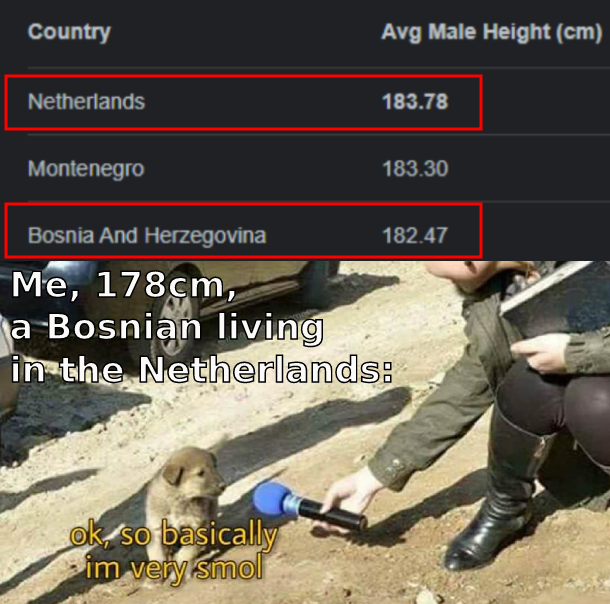 Country Avg Male Height (cm)
Netherlands 183.78
Montenegro 183.30
Bosnia And Herzegovina 182.47
Me, 178cm,
a Bosnian living
in the Netherlands:
ok, so basically
im very smol